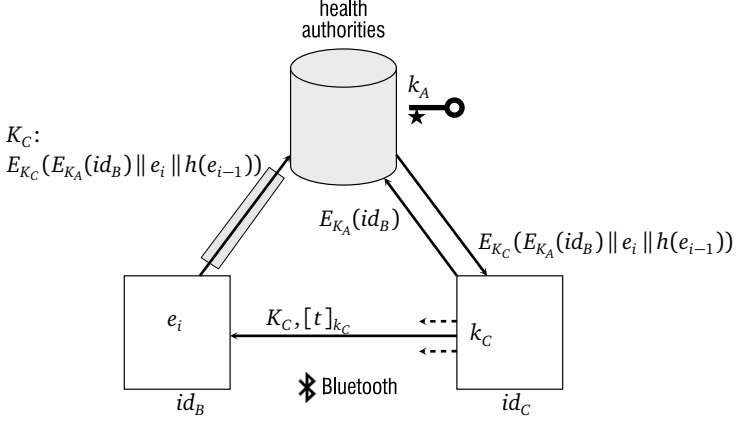 health
authorities
k_A
K_C:
E_{K_C}(E_{K_A}(id_B) || e_i || h(e_{i−1}))
E_{K_A}(id_B)
E_{K_C}(E_{K_A}(id_B) || e_i || h(e_{i−1}))
e_i
K_C, [t]_{k_C}
k_C
Bluetooth
id_B
id_C